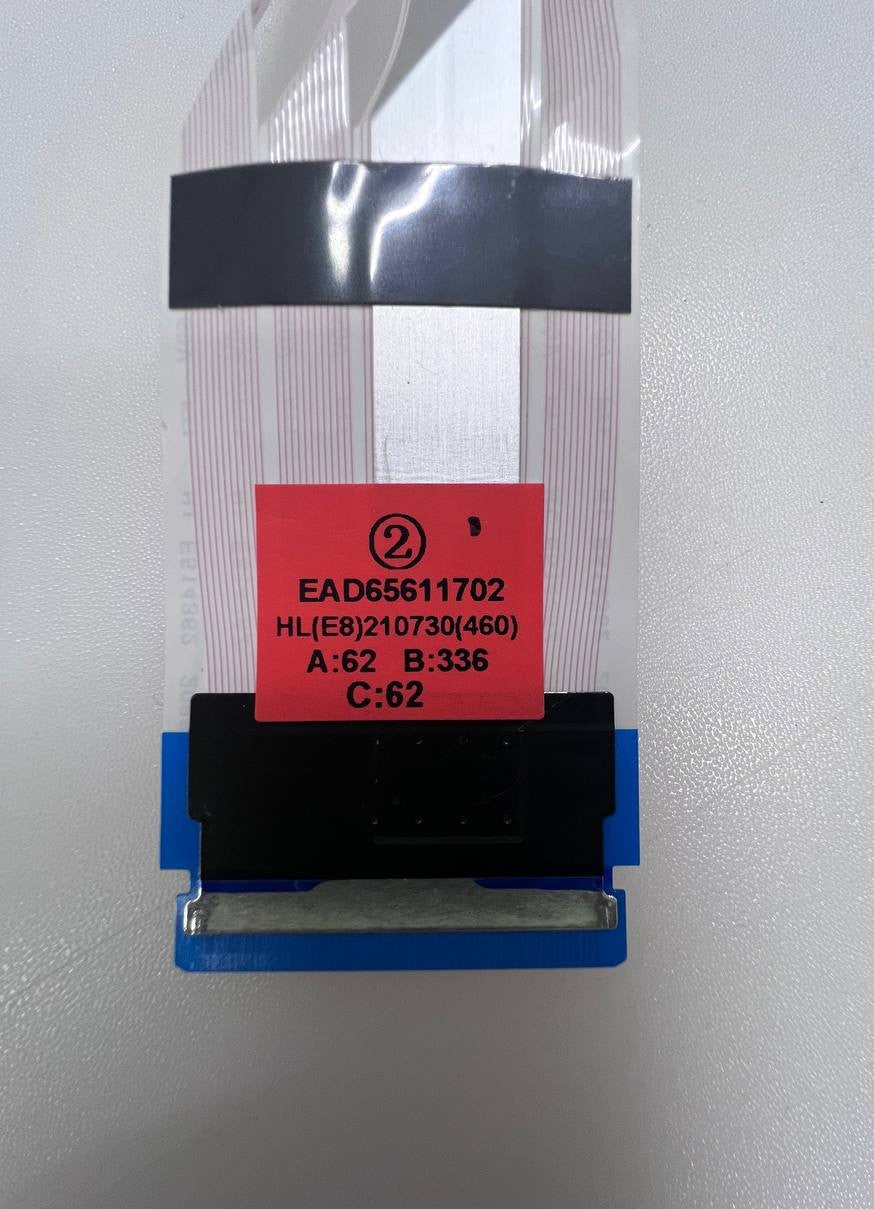 ②
EAD65611702
HL(E8)210730(460)
A:62 B:336
C:62